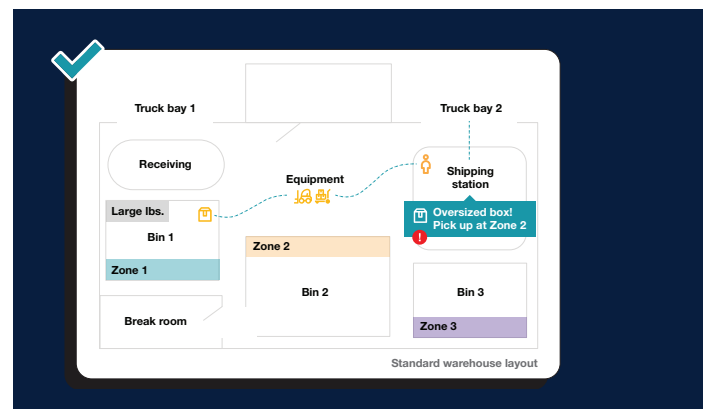 Truck bay 1
Truck bay 2
Receiving
Equipment
Shipping
station
Large lbs.
Oversized box!
Pick up at Zone 2
!
Bin 1
Zone 2
Zone 1
Bin 2
Bin 3
Break room
Zone 3
Standard warehouse layout